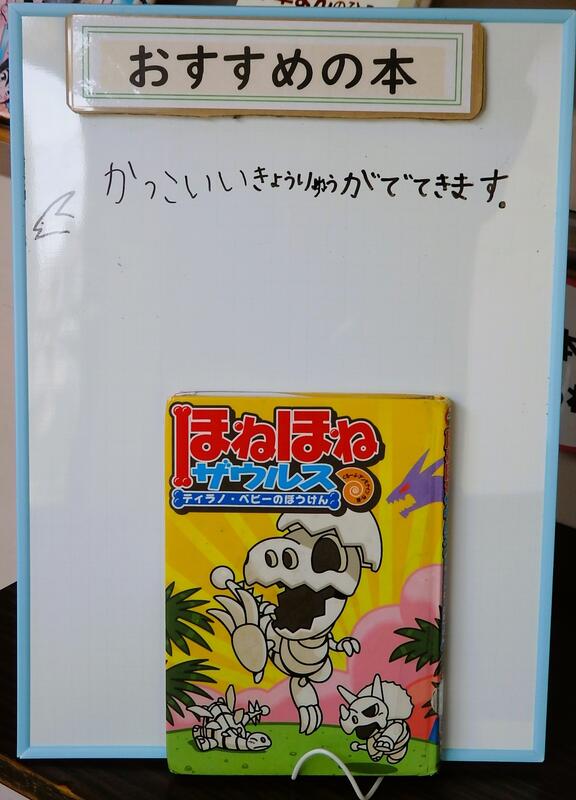 おすすめの本
かっこいいきょうりゅうがでてきます。
ほねほね
ザウルス
ティラノ・ベビーのぼうけん